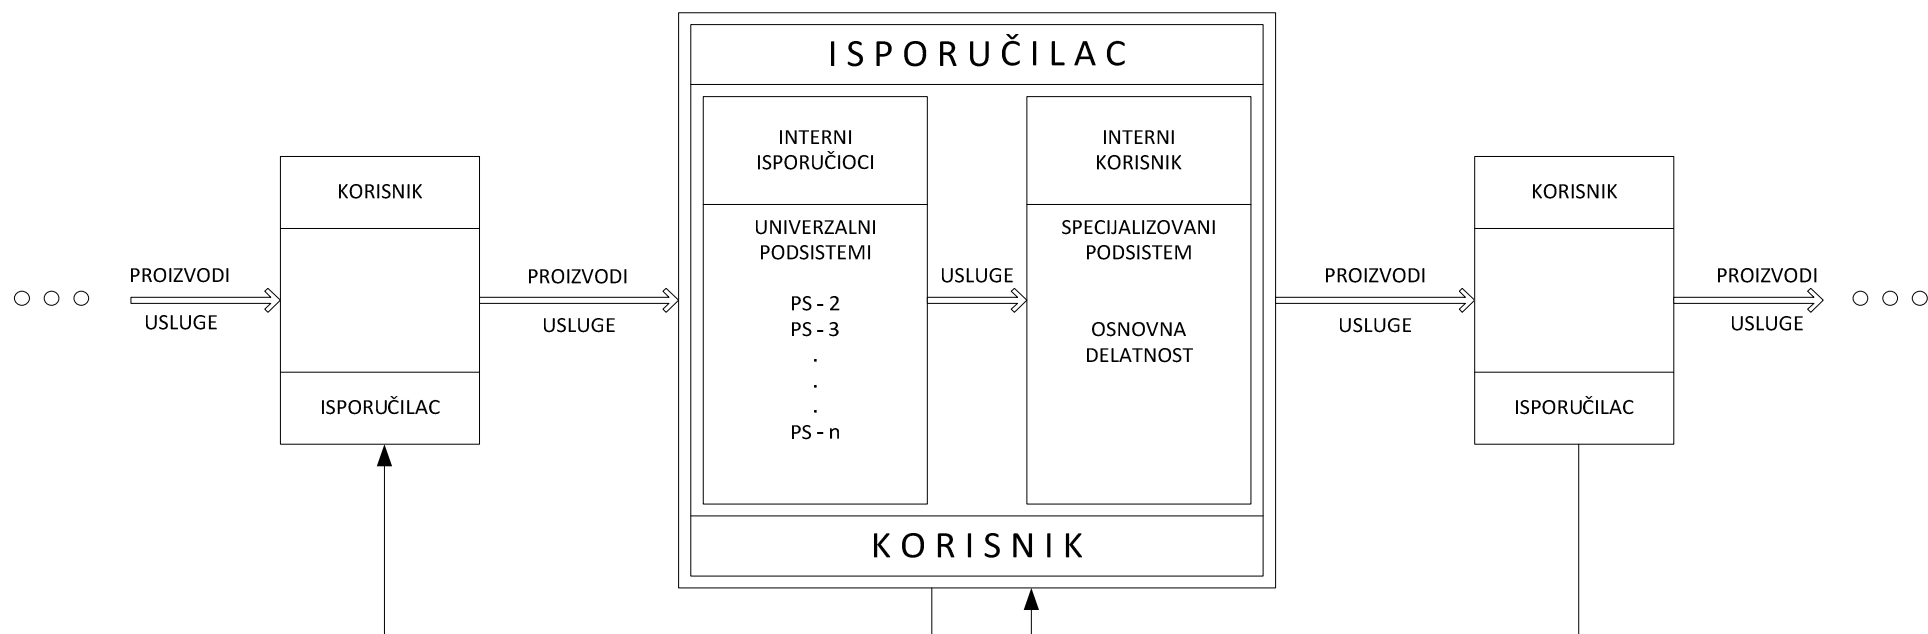 ISPORUČILAC
INTERNI
ISPORUČIOCI
INTERNI
KORISNIK
KORISNIK
KORISNIK
UNIVERZALNI
PODSISTEMI
SPECIJALIZOVANI
PODSISTEM
PROIZVODI
USLUGE
PROIZVODI
USLUGE
USLUGE
PROIZVODI
USLUGE
PROIZVODI
USLUGE
PS - 2
PS - 3
.
.
.
PS - n
OSNOVNA
DELATNOST
ISPORUČILAC
ISPORUČILAC
KORISNIK